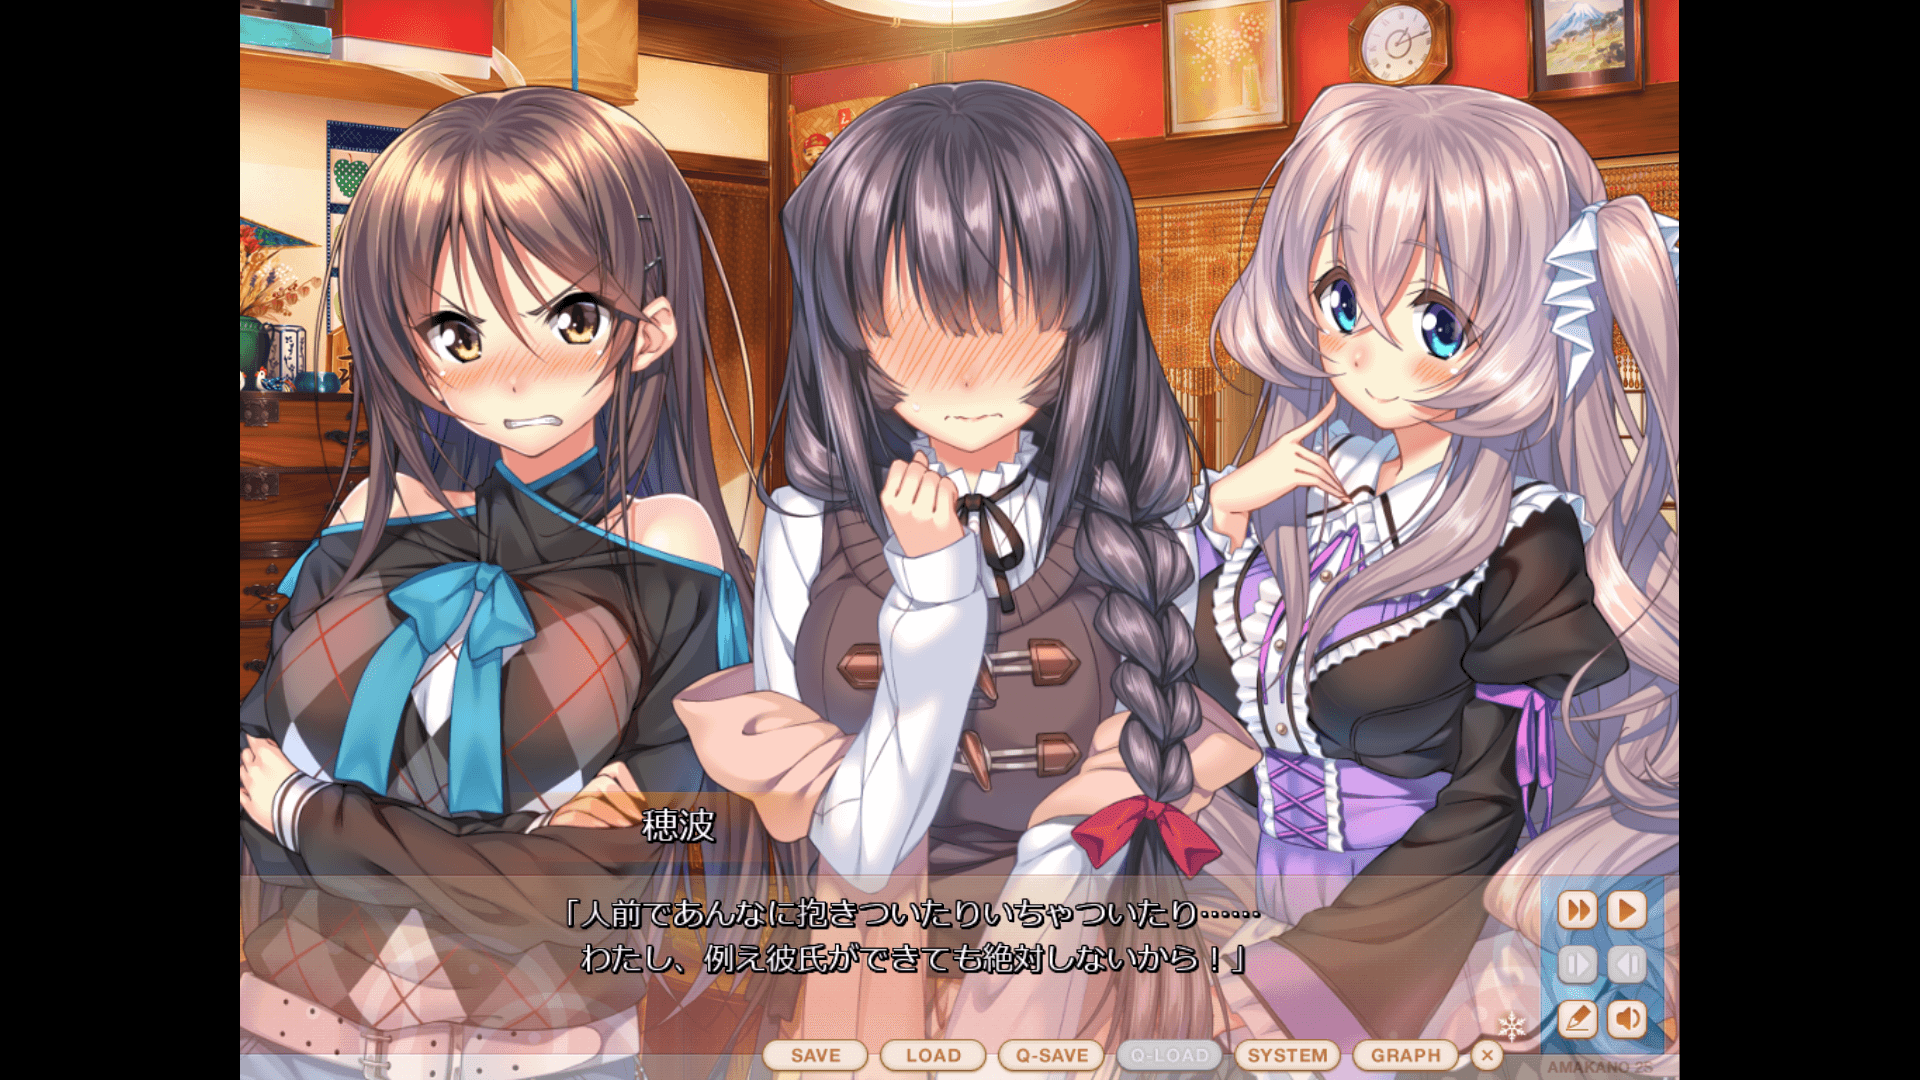 穂波
「人前であんなに抱きついたりいちゃついたり……
わたし、例え彼氏ができても絶対しないから！」
SAVE
LOAD
Q-SAVE
Q-LOAD
SYSTEM
GRAPH
AMAKANO 2S